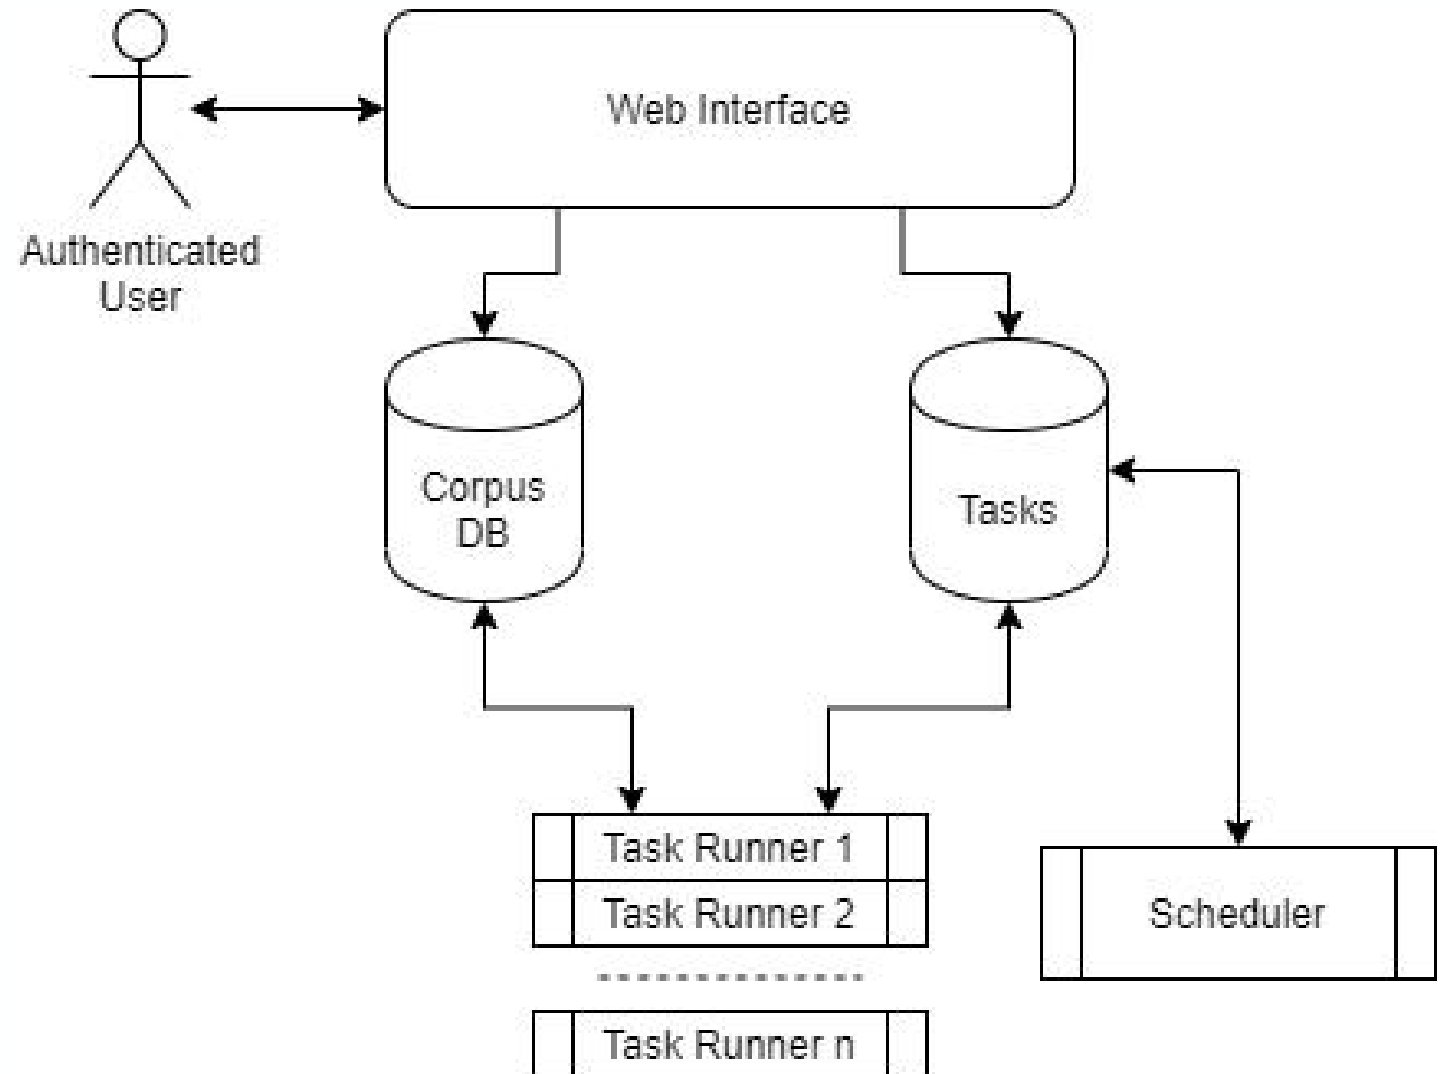 Web Interface
Authenticated
User
Corpus
DB
Tasks
Task Runner 1
Task Runner 2
Scheduler
Task Runner n